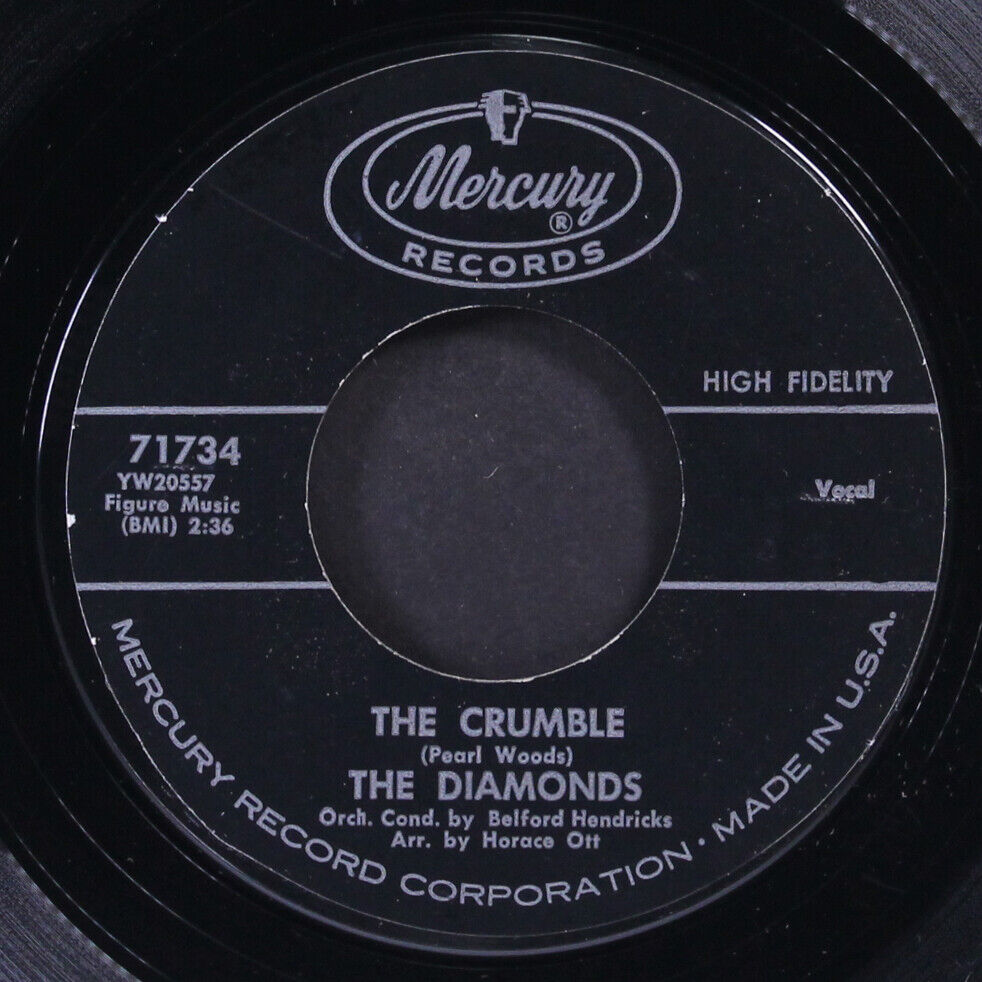 Mercury
®
RECORDS
HIGH FIDELITY
71734
YW20557
Figure Music
(BMI) 2:36
Vocal
THE CRUMBLE
(Pearl Woods)
THE DIAMONDS
Orch. Cond. by Belford Hendricks
Arr. by Horace Ott
MERCURY RECORD CORPORATION · MADE IN U.S.A.